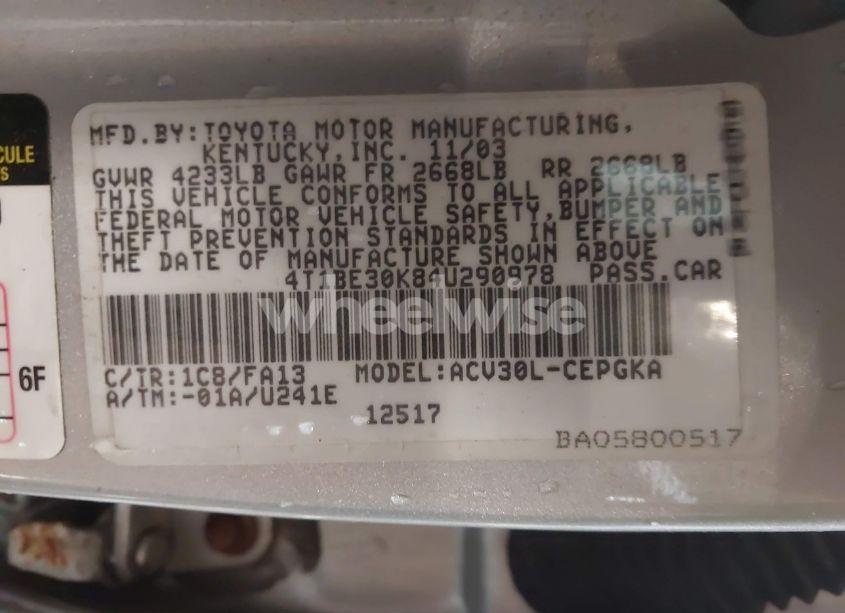 CULE
S
6F
MFD.BY:TOYOTA MOTOR MANUFACTURING,
KENTUCKY,INC. 11/03
GVWR 4233LB GAWR FR 2668LB RR 2668LB
THIS VEHICLE CONFORMS TO ALL APPLICABLE
FEDERAL MOTOR VEHICLE SAFETY,BUMPER AND
THEFT PREVENTION STANDARDS IN EFFECT ON
THE DATE OF MANUFACTURE SHOWN ABOVE
4T1BE30K84U290878 PASS.CAR
wheelwise
C/TR:1C8/FA13 MODEL:ACV30L-CEPGKA
A/TM:-01A/U241E
12517
BA05800517